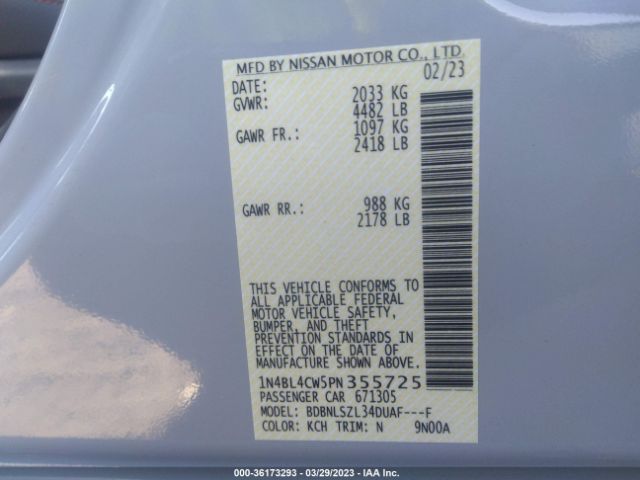 MFD BY NISSAN MOTOR CO., LTD.
DATE: 02/23
GVWR: 2033 KG
4482 LB
GAWR FR.: 1097 KG
2418 LB
GAWR RR.: 988 KG
2178 LB
THIS VEHICLE CONFORMS TO
ALL APPLICABLE FEDERAL
MOTOR VEHICLE SAFETY,
BUMPER, AND THEFT
PREVENTION STANDARDS IN
EFFECT ON THE DATE OF
MANUFACTURE SHOWN ABOVE.
1N4BL4CW5PN355725
PASSENGER CAR 671305
MODEL: BDBNLSZL34DUAF---F
COLOR: KCH TRIM: N 9N00A
000-36173293 - 03/29/2023 - IAA Inc.